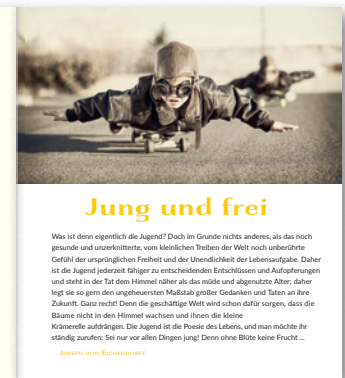 Jung und frei
Was ist denn eigentlich die Jugend? Doch im Grunde nichts anderes, als das noch
gesunde und unzerknitterte, vom kleinlichen Treiben der Welt noch unberührte
Gefühl der ursprünglichen Freiheit und der Unendlichkeit der Lebensaufgabe. Daher
ist die Jugend jederzeit fähiger zu entscheidenden Entschlüssen und Aufopferungen
und steht in der Tat dem Himmel näher als das müde und abgenutzte Alter; daher
legt sie so gern den ungeheuersten Maßstab großer Gedanken und Taten an ihre
Zukunft. Ganz recht! Denn die geschäftige Welt wird schon dafür sorgen, dass die
Bäume nicht in den Himmel wachsen und ihnen die kleine
Krämerelle aufdrängen. Die Jugend ist die Poesie des Lebens, und man möchte ihr
ständig zurufen: Sei nur vor allen Dingen jung! Denn ohne Blüte keine Frucht ...
Joseph von Eichendorff